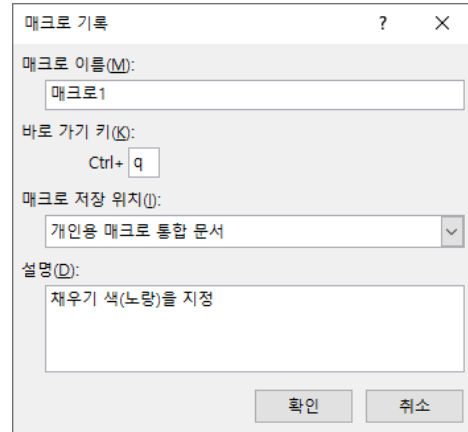 매크로 기록 ? ×
매크로 이름(M):
매크로1
바로 가기 키(K):
Ctrl+ q
매크로 저장 위치(I):
개인용 매크로 통합 문서
설명(D):
채우기 색(노랑)을 지정
확인 취소